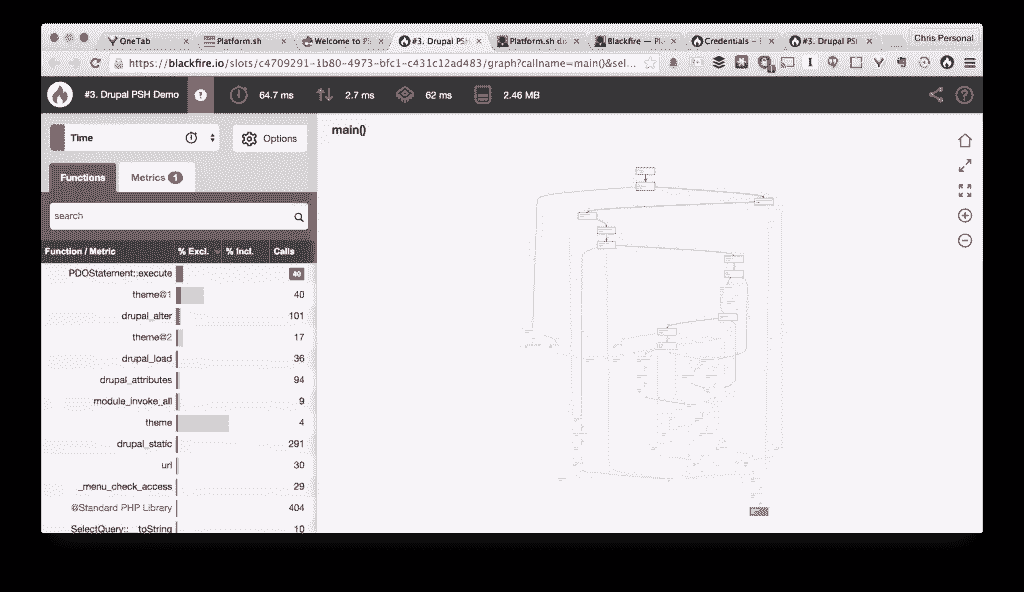 Chris Personal
OneTab
Platform.sh
Welcome to P
#3. Drupal PSH
Platform.sh di
Blackfire — Pl
Credentials –
#3. Drupal PSH
https://blackfire.io/slots/c4709291-1b80-4973-bfc1-c431c12ad483/graph?callname=main()&sel...
#3. Drupal PSH Demo
64.7 ms
2.7 ms
62 ms
2.46 MB
Time
Options
main()
Functions
Metrics 1
search
Function / Metric % Excl. % Incl. Calls
PDOStatement::execute 40
theme@1 40
drupal_alter 101
theme@2 17
drupal_load 36
drupal_attributes 94
module_invoke_all 9
theme 4
drupal_static 291
url 30
_menu_check_access 29
@Standard PHP Library 404
SelectQuery::__toString 10